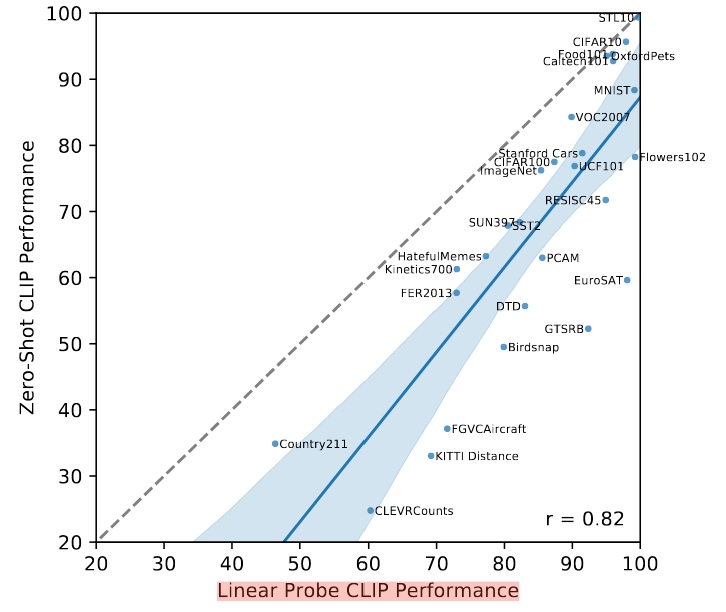 100
90
80
70
60
50
40
30
20
Zero-Shot CLIP Performance
STL10
CIFAR10
Food101
OxfordPets
Caltech101
MNIST
VOC2007
Stanford Cars
CIFAR100
UCF101
Flowers102
ImageNet
RESISC45
SUN397
SST2
HatefulMemes
PCAM
Kinetics700
EuroSAT
FER2013
DTD
GTSRB
Birdsnap
FGVCAircraft
Country211
KITTI Distance
CLEVRCounts
r = 0.82
20 30 40 50 60 70 80 90 100
Linear Probe CLIP Performance